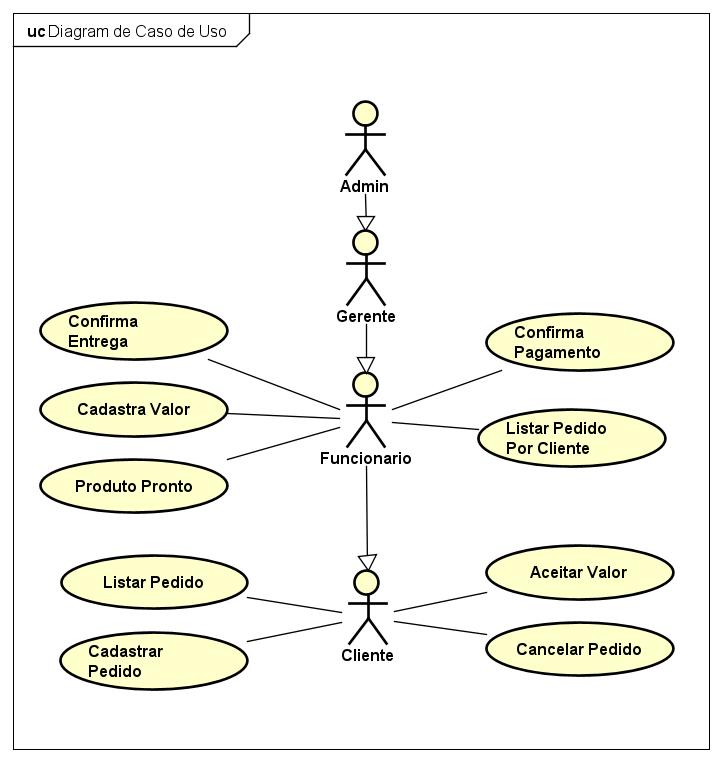 uc Diagram de Caso de Uso
Admin
Gerente
Confirma
Entrega
Confirma
Pagamento
Cadastra Valor
Listar Pedido
Por Cliente
Funcionario
Produto Pronto
Listar Pedido
Aceitar Valor
Cadastrar
Pedido
Cliente
Cancelar Pedido